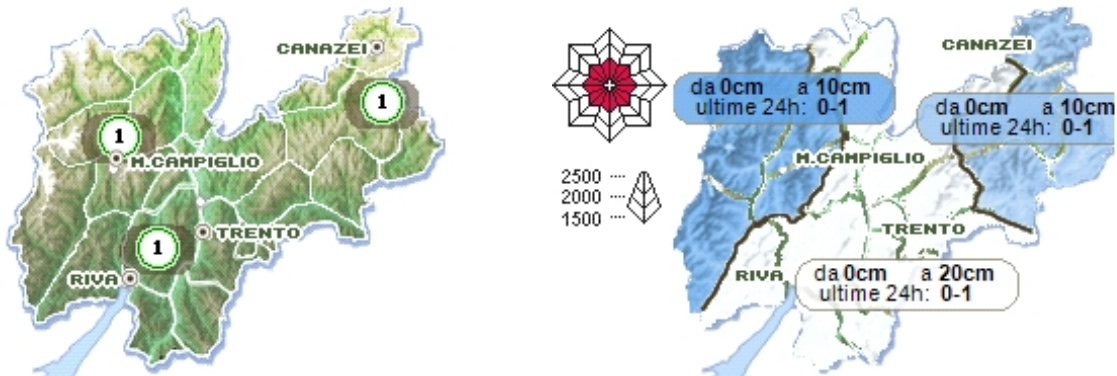 CANAZEI
1
1
M.CAMPIGLIO
1
TRENTO
RIVA
CANAZEI
da 0cm a 10cm
ultime 24h: 0-1
da 0cm a 10cm
ultime 24h: 0-1
M.CAMPIGLIO
2500
2000
1500
TRENTO
RIVA
da 0cm a 20cm
ultime 24h: 0-1